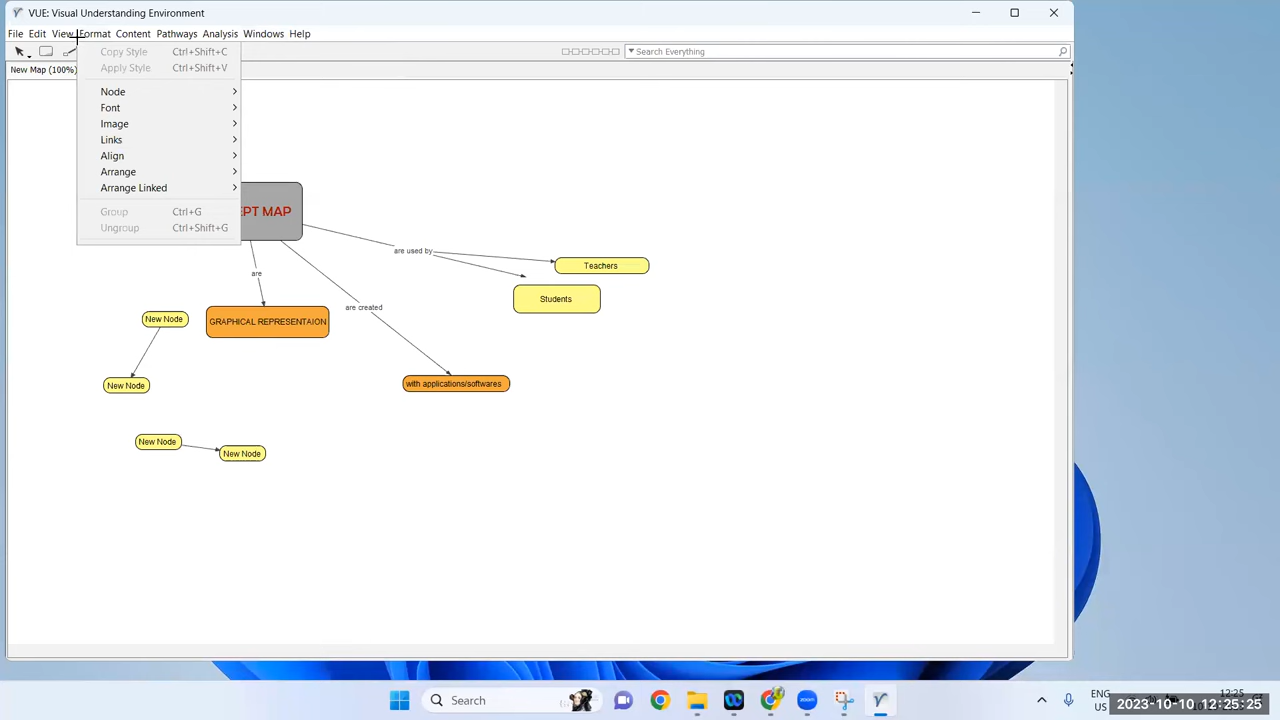 VUE: Visual Understanding Environment
File Edit View Format Content Pathways Analysis Windows Help
Copy Style Ctrl+Shift+C
Search Everything
Apply Style Ctrl+Shift+V
New Map (100%)
Node
Font
Image
Links
Align
Arrange
Arrange Linked
Group Ctrl+G
Ungroup Ctrl+Shift+G
EPT MAP
are used by
Teachers
are
Students
are created
New Node
GRAPHICAL REPRESENTAION
New Node
with applications/softwares
New Node
New Node
Search
ENG
12:25
2023-10-10 12:25:25